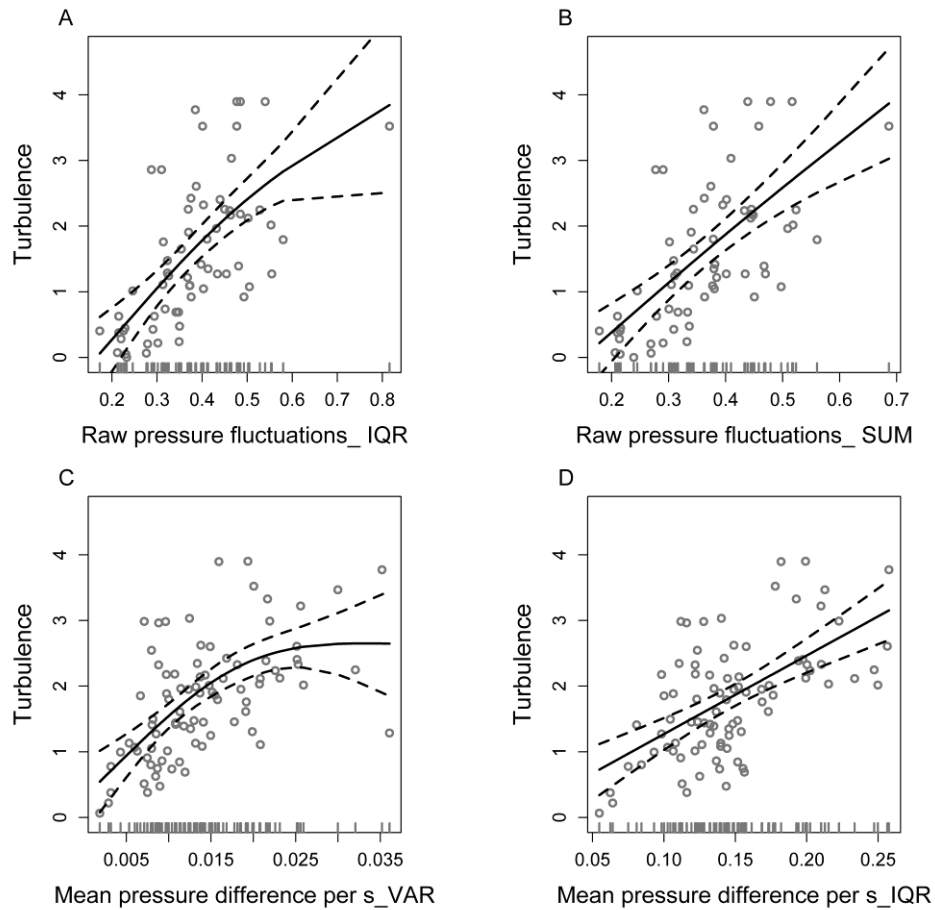 A
Turbulence
4
3
2
1
0
0.2 0.3 0.4 0.5 0.6 0.7 0.8
Raw pressure fluctuations_ IQR
B
Turbulence
4
3
2
1
0
0.2 0.3 0.4 0.5 0.6 0.7
Raw pressure fluctuations_ SUM
C
Turbulence
4
3
2
1
0
0.005 0.015 0.025 0.035
Mean pressure difference per s_VAR
D
Turbulence
4
3
2
1
0
0.05 0.10 0.15 0.20 0.25
Mean pressure difference per s_IQR